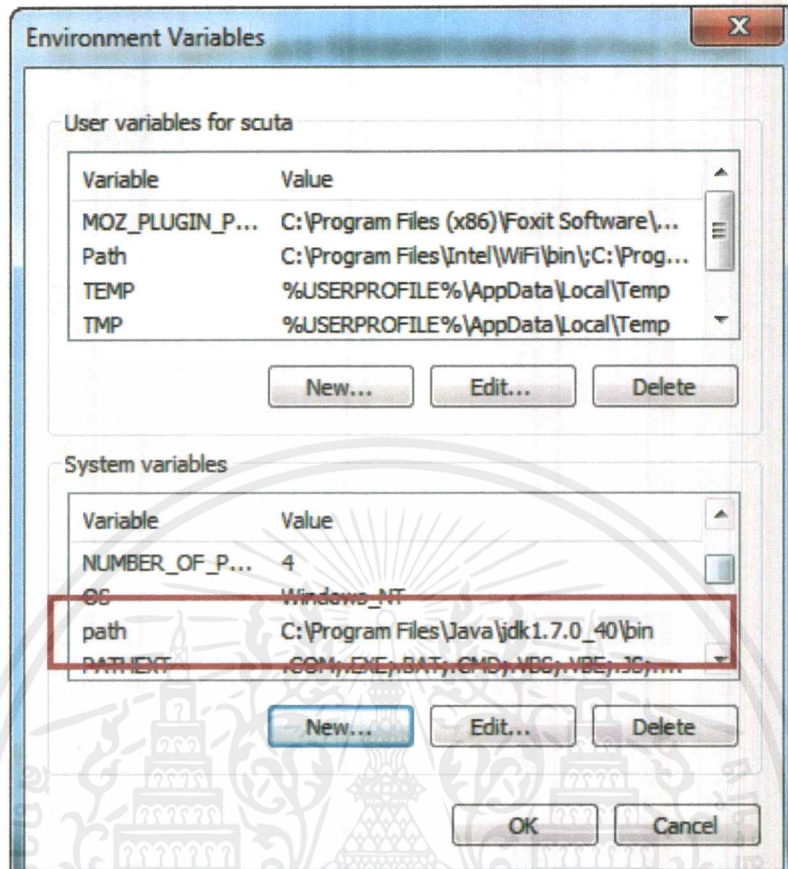 Environment Variables
User variables for scuta
Variable Value
MOZ_PLUGIN_P... C:\Program Files (x86)\Foxit Software\...
Path C:\Program Files\Intel\WiFi\bin\;C:\Prog...
TEMP %USERPROFILE%\AppData\Local\Temp
TMP %USERPROFILE%\AppData\Local\Temp
New... Edit... Delete
System variables
Variable Value
NUMBER_OF_P... 4
OS Windows_NT
path C:\Program Files\Java\jdk1.7.0_40\bin
PATHEXT .COM;.EXE;.BAT;.CMD;.VBS;.VBE;.JS;....
New... Edit... Delete
OK Cancel